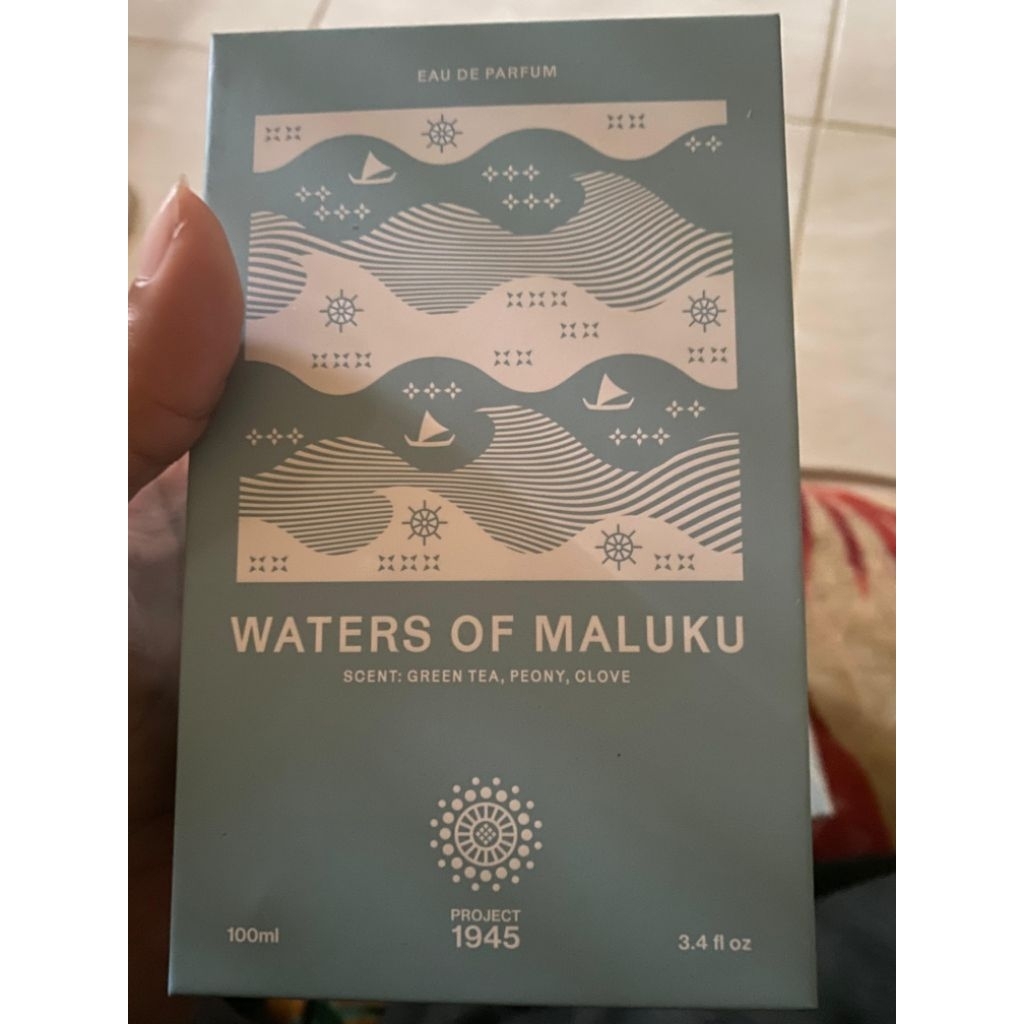 EAU DE PARFUM
WATERS OF MALUKU
SCENT: GREEN TEA, PEONY, CLOVE
PROJECT
1945
100ml
3.4 fl oz